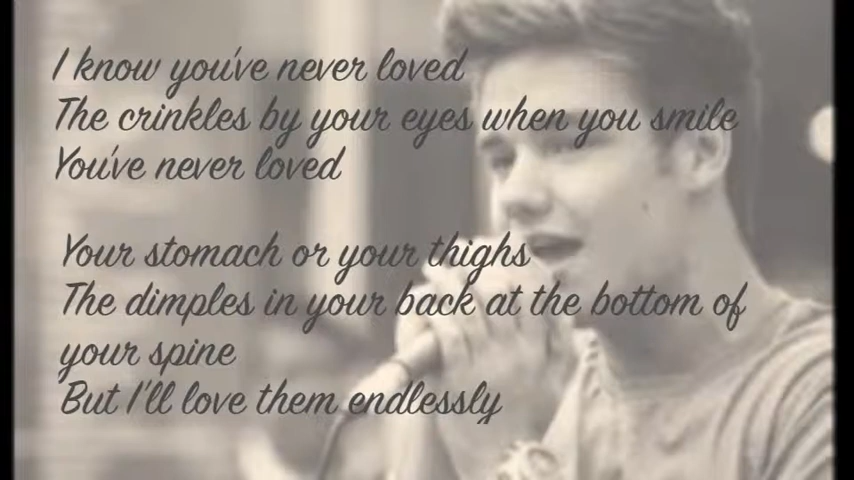 I know you've never loved
The crinkles by your eyes when you smile
You've never loved
Your stomach or your thighs
The dimples in your back at the bottom of
your spine
But I'll love them endlessly